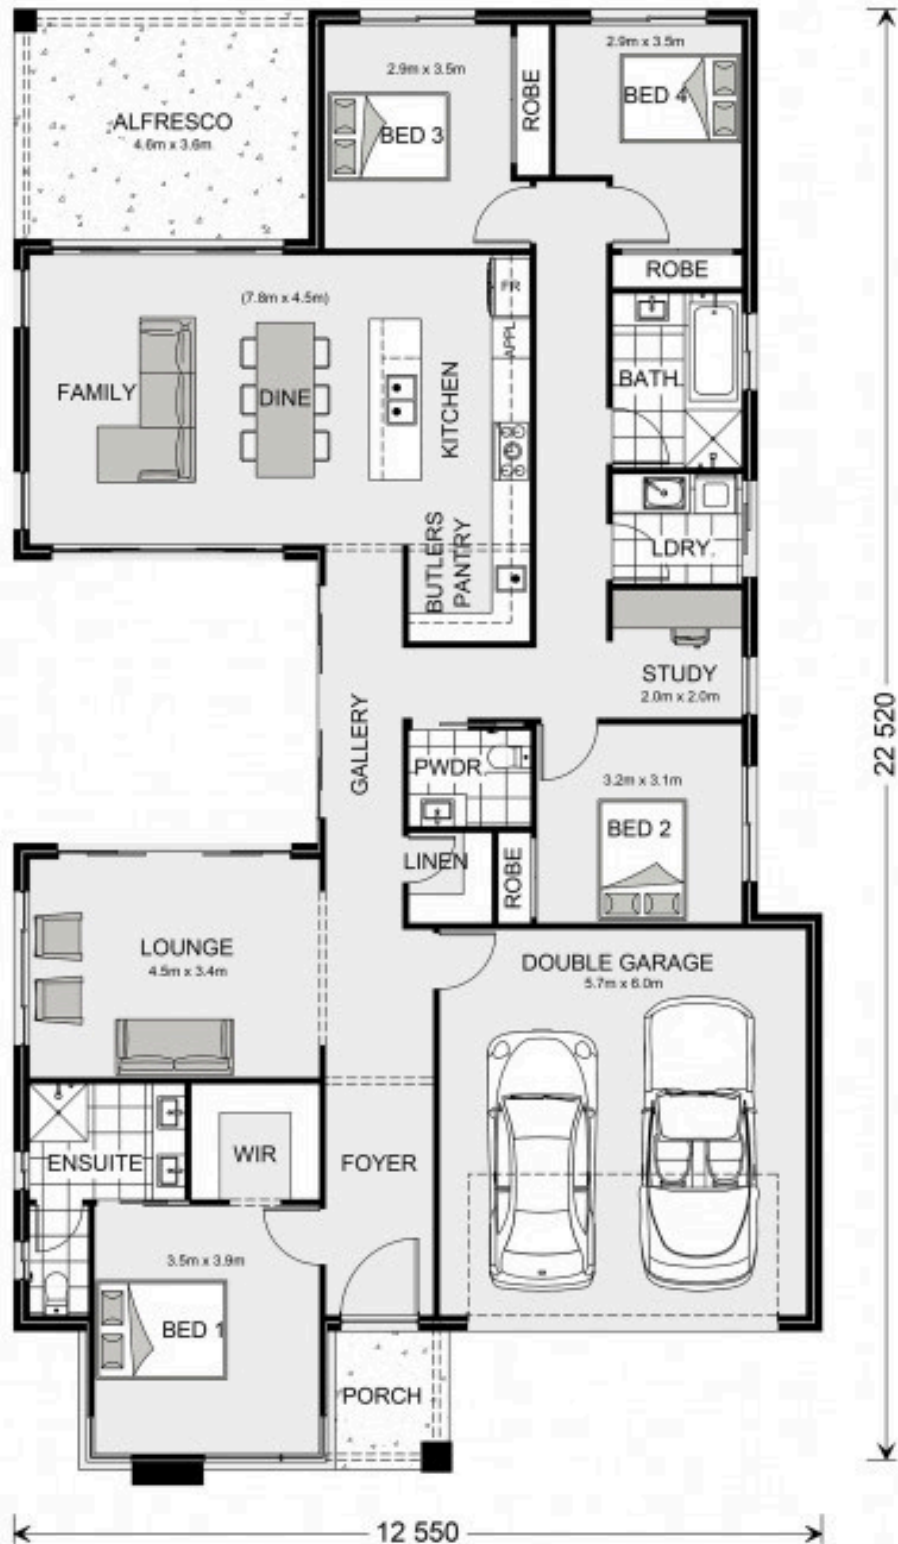 2.9m x 3.5m
BED 3
ROBE
2.9m x 3.5m
BED 4
ALFRESCO
4.6m x 3.6m
ROBE
(7.8m x 4.5m)
FAMILY
DINE
KITCHEN
FR
APPL
BATH.
BUTLERS
PANTRY
LDRY.
STUDY
2.0m x 2.0m
GALLERY
PWDR.
3.2m x 3.1m
BED 2
LINEN
ROBE
LOUNGE
4.5m x 3.4m
DOUBLE GARAGE
5.7m x 6.0m
ENSUITE
WIR
FOYER
3.5m x 3.9m
BED 1
PORCH
22 520
12 550